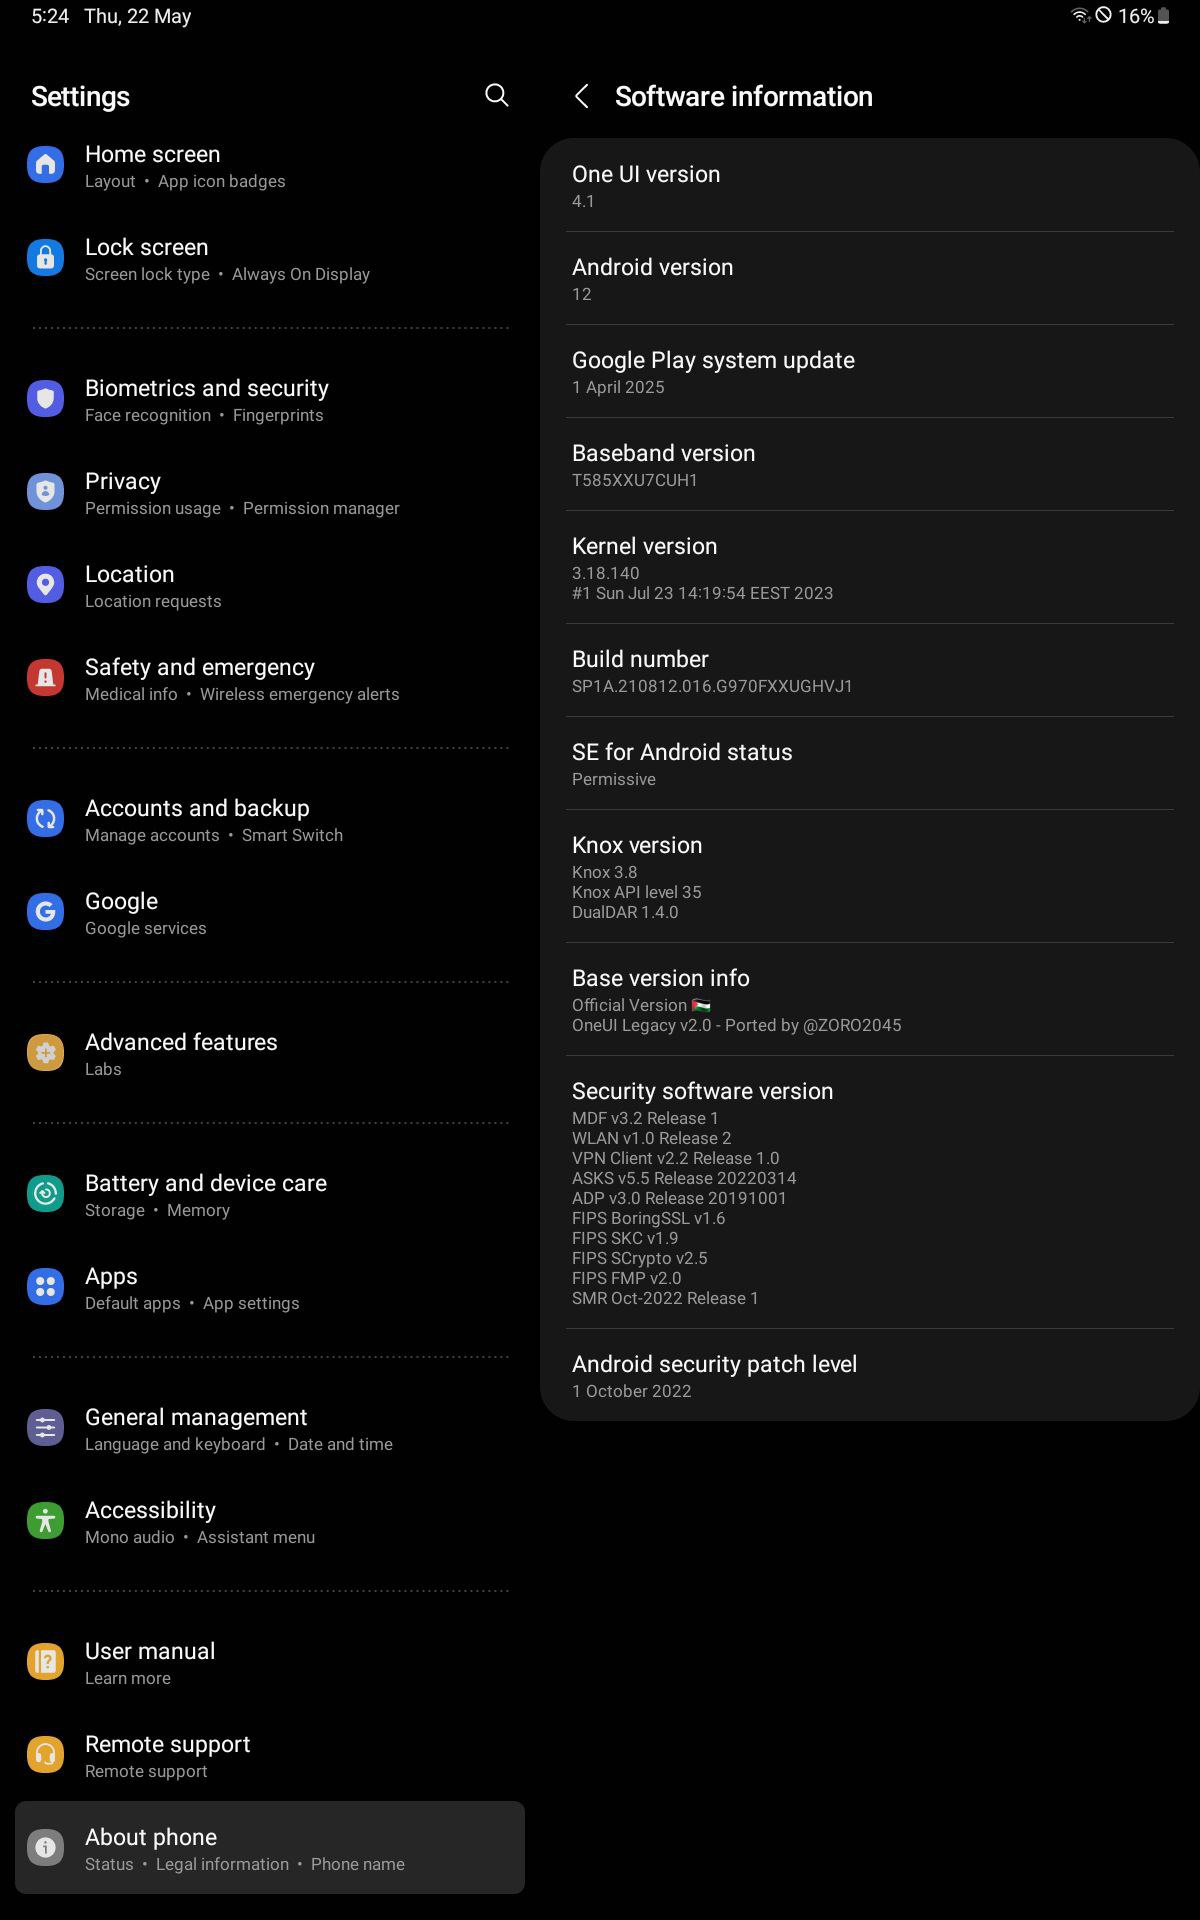 5:24 Thu, 22 May
16%
Settings
Home screen
Layout • App icon badges
Lock screen
Screen lock type • Always On Display
Biometrics and security
Face recognition • Fingerprints
Privacy
Permission usage • Permission manager
Location
Location requests
Safety and emergency
Medical info • Wireless emergency alerts
Accounts and backup
Manage accounts • Smart Switch
Google
Google services
Advanced features
Labs
Battery and device care
Storage • Memory
Apps
Default apps • App settings
General management
Language and keyboard • Date and time
Accessibility
Mono audio • Assistant menu
User manual
Learn more
Remote support
Remote support
About phone
Status • Legal information • Phone name
Software information
One UI version
4.1
Android version
12
Google Play system update
1 April 2025
Baseband version
T585XXU7CUH1
Kernel version
3.18.140
#1 Sun Jul 23 14:19:54 EEST 2023
Build number
SP1A.210812.016.G970FXXUGHVJ1
SE for Android status
Permissive
Knox version
Knox 3.8
Knox API level 35
DualDAR 1.4.0
Base version info
Official Version 🇵🇸
OneUI Legacy v2.0 - Ported by @ZORO2045
Security software version
MDF v3.2 Release 1
WLAN v1.0 Release 2
VPN Client v2.2 Release 1.0
ASKS v5.5 Release 20220314
ADP v3.0 Release 20191001
FIPS BoringSSL v1.6
FIPS SKC v1.9
FIPS SCrypto v2.5
FIPS FMP v2.0
SMR Oct-2022 Release 1
Android security patch level
1 October 2022